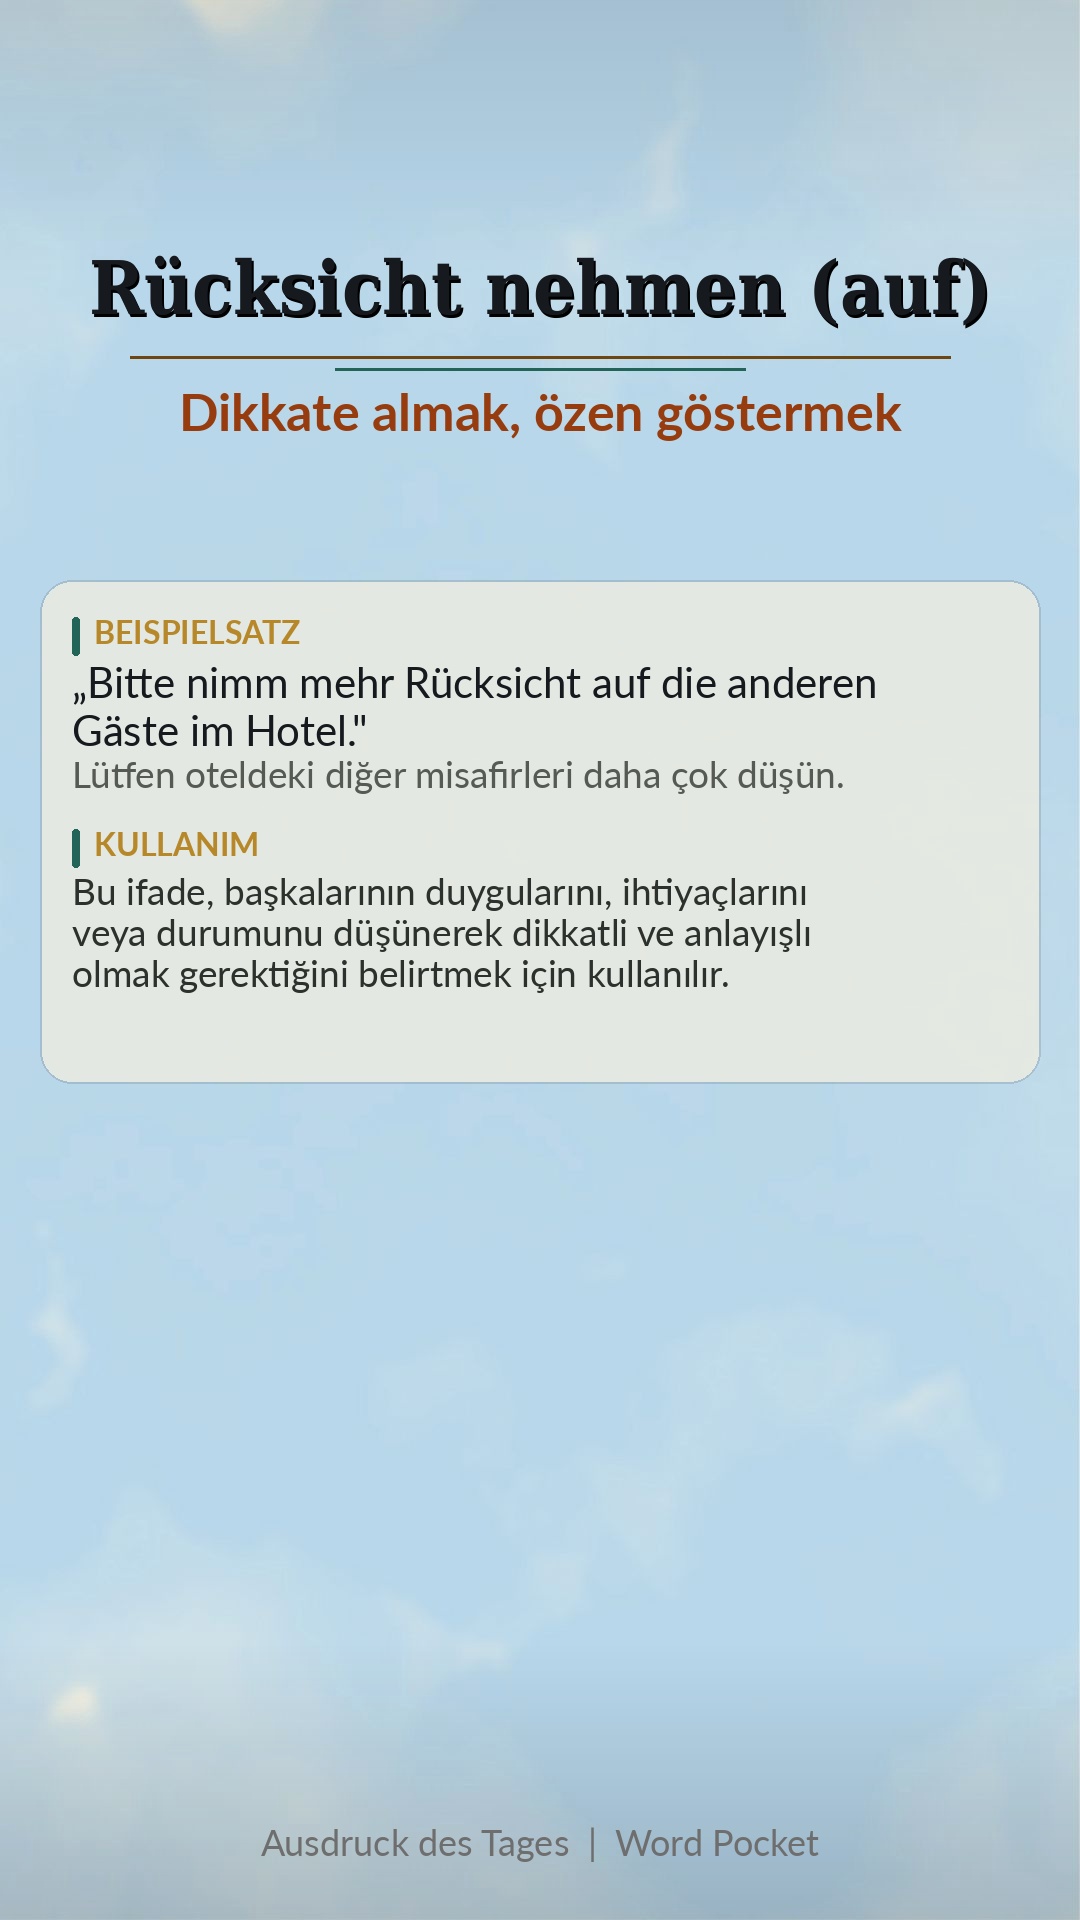 Rücksicht nehmen (auf)
Dikkate almak, özen göstermek
BEISPIELSATZ
„Bitte nimm mehr Rücksicht auf die anderen
Gäste im Hotel."
Lütfen oteldeki diğer misafirleri daha çok düşün.
KULLANIM
Bu ifade, başkalarının duygularını, ihtiyaçlarını
veya durumunu düşünerek dikkatli ve anlayışlı
olmak gerektiğini belirtmek için kullanılır.
Ausdruck des Tages | Word Pocket